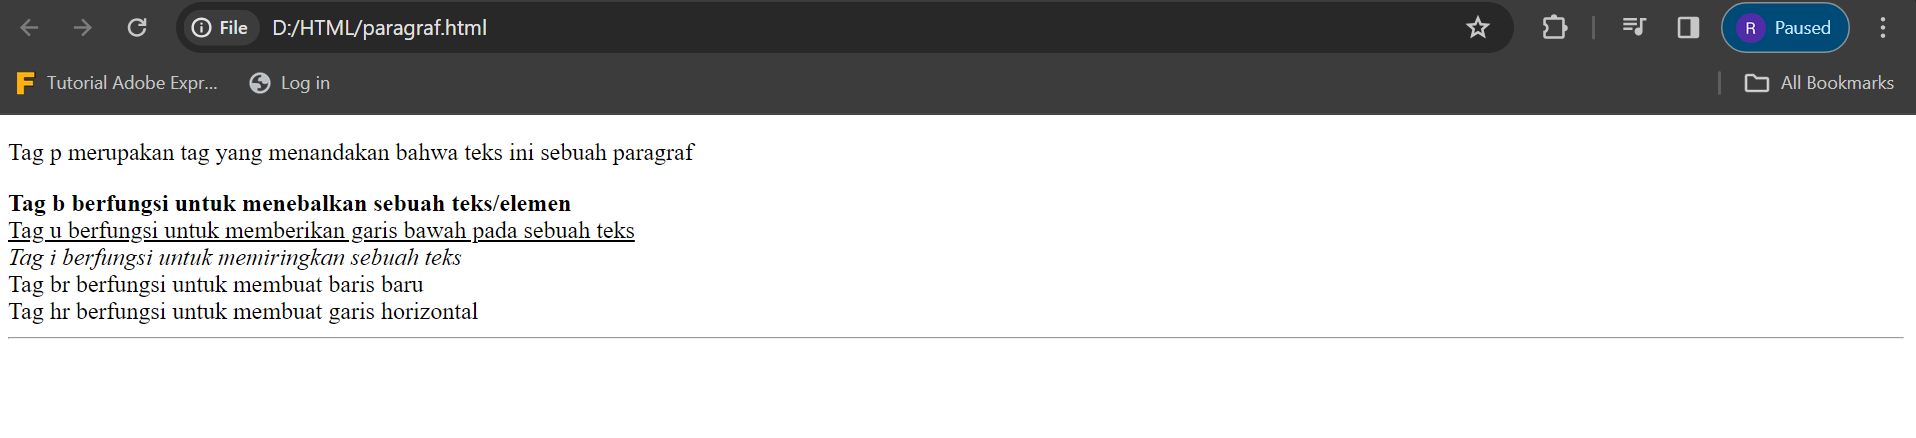 File D:/HTML/paragraf.html R Paused
F Tutorial Adobe Expr... Log in All Bookmarks
Tag p merupakan tag yang menandakan bahwa teks ini sebuah paragraf
Tag b berfungsi untuk menebalkan sebuah teks/elemen
Tag u berfungsi untuk memberikan garis bawah pada sebuah teks
Tag i berfungsi untuk memiringkan sebuah teks
Tag br berfungsi untuk membuat baris baru
Tag hr berfungsi untuk membuat garis horizontal